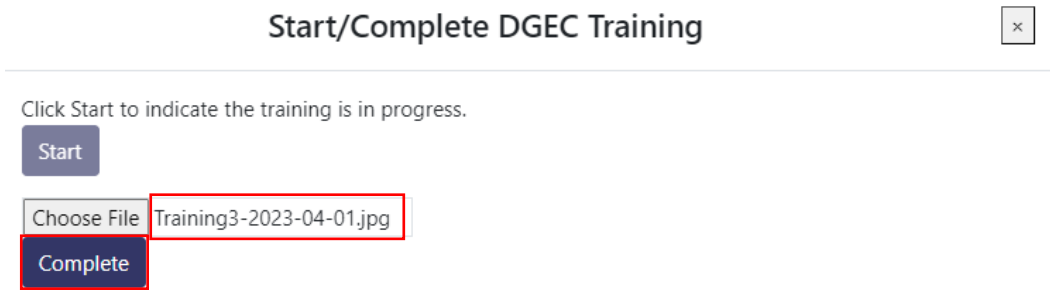 Start/Complete DGEC Training
×
Click Start to indicate the training is in progress.
Start
Choose File Training3-2023-04-01.jpg
Complete